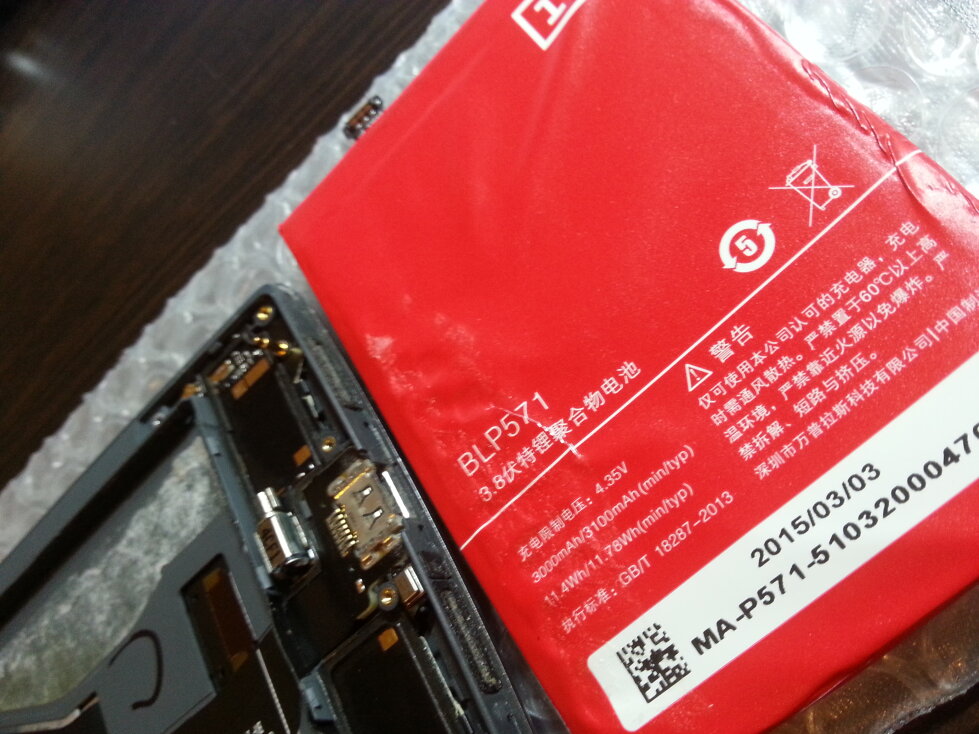 1
BLP571
3.8伏特锂聚合物电池
充电限制电压：4.35V
3000mAh/3100mAh(min/typ)
11.4Wh/11.78Wh(min/typ)
执行标准：GB/T 18287-2013
警告
仅可使用本公司认可的充电器，充电
时需通风散热。严禁置于60℃以上高
温环境，严禁靠近火源以免爆炸。严
禁拆解、短路与挤压。
深圳市万普拉斯科技有限公司|中国制
5
2015/03/03
MA-P571-5103200047